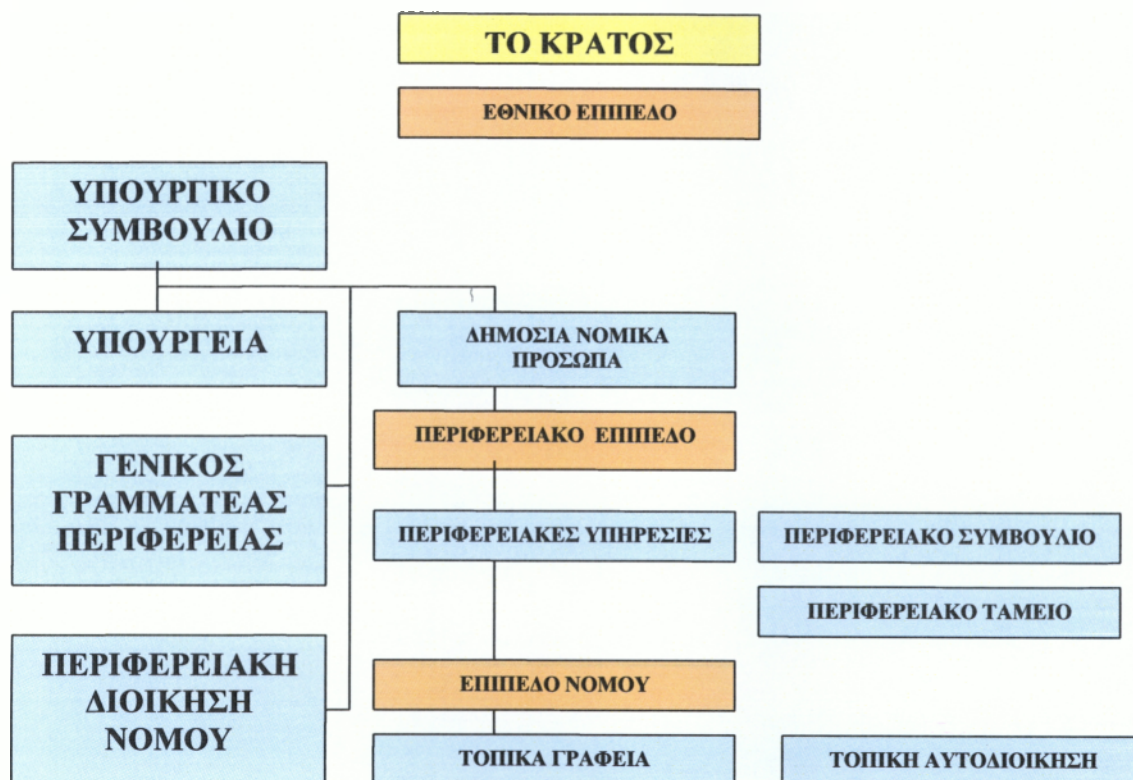 ΤΟ ΚΡΑΤΟΣ
ΕΘΝΙΚΟ ΕΠΙΠΕΔΟ
ΥΠΟΥΡΓΙΚΟ
ΣΥΜΒΟΥΛΙΟ
ΥΠΟΥΡΓΕΙΑ
ΔΗΜΟΣΙΑ ΝΟΜΙΚΑ
ΠΡΟΣΩΠΑ
ΠΕΡΙΦΕΡΕΙΑΚΟ ΕΠΙΠΕΔΟ
ΓΕΝΙΚΟΣ
ΓΡΑΜΜΑΤΕΑΣ
ΠΕΡΙΦΕΡΕΙΑΣ
ΠΕΡΙΦΕΡΕΙΑΚΕΣ ΥΠΗΡΕΣΙΕΣ
ΠΕΡΙΦΕΡΕΙΑΚΟ ΣΥΜΒΟΥΛΙΟ
ΠΕΡΙΦΕΡΕΙΑΚΟ ΤΑΜΕΙΟ
ΠΕΡΙΦΕΡΕΙΑΚΗ
ΔΙΟΙΚΗΣΗ
ΝΟΜΟΥ
ΕΠΙΠΕΔΟ ΝΟΜΟΥ
ΤΟΠΙΚΑ ΓΡΑΦΕΙΑ
ΤΟΠΙΚΗ ΑΥΤΟΔΙΟΙΚΗΣΗ